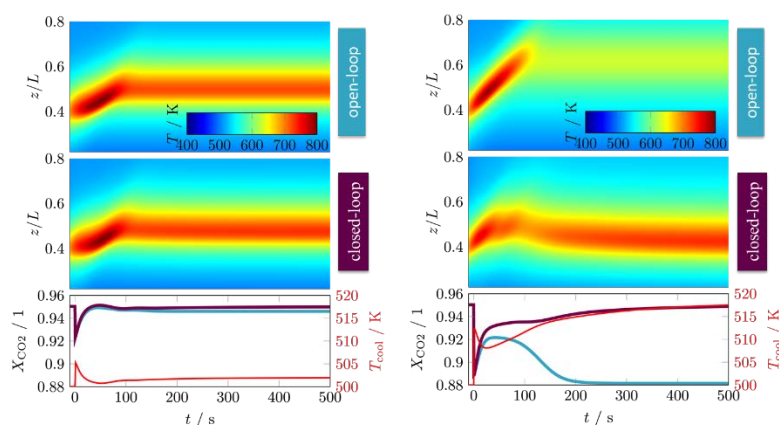 0.8
0.6
0.4
z/L
T / K
400 500 600 700 800
open-loop
0.8
0.6
0.4
z/L
closed-loop
0.96
0.94
0.92
0.9
0.88
X_CO2 / 1
520
515
510
505
500
T_cool / K
0 100 200 300 400 500
t / s
0.8
0.6
0.4
z/L
T / K
400 500 600 700 800
open-loop
0.8
0.6
0.4
z/L
closed-loop
0.96
0.94
0.92
0.9
0.88
X_CO2 / 1
520
515
510
505
500
T_cool / K
0 100 200 300 400 500
t / s